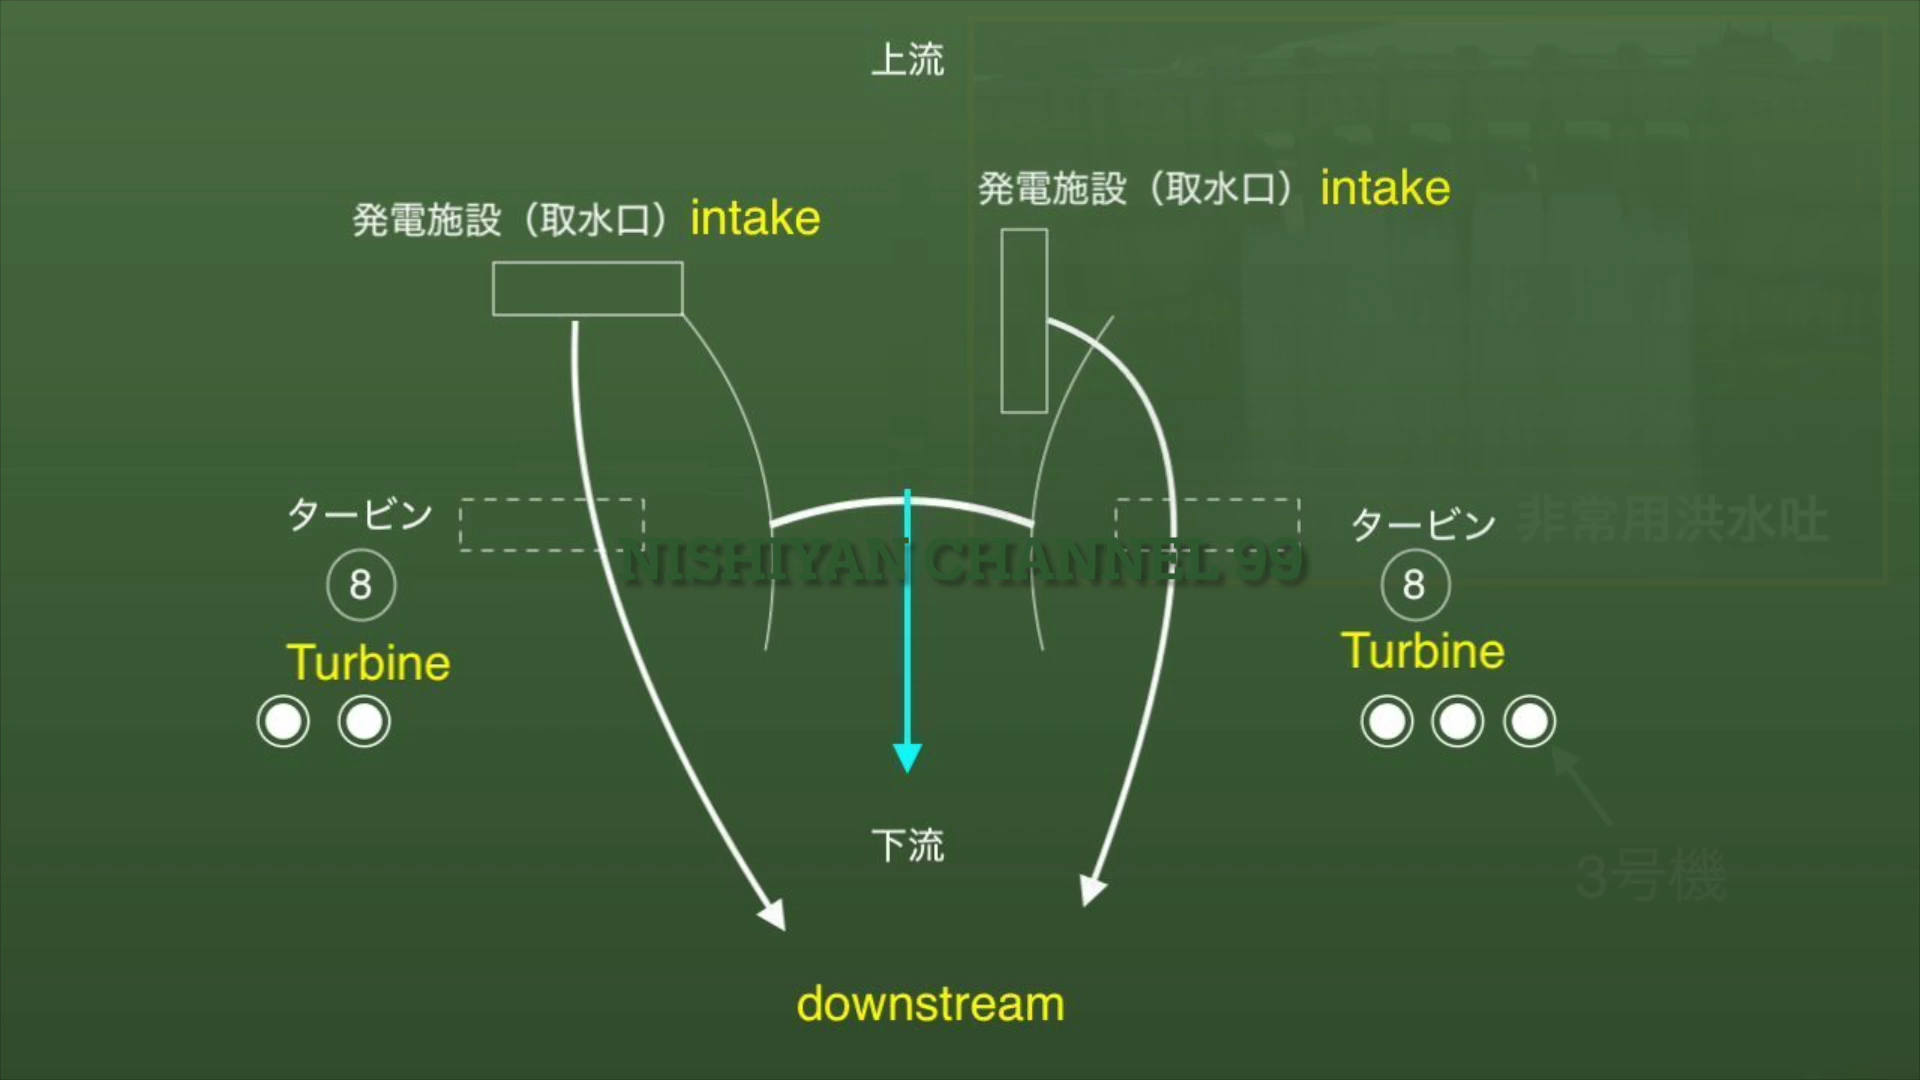 上流
発電施設（取水口） intake
発電施設（取水口） intake
タービン
8
Turbine
タービン
8
Turbine
非常用洪水吐
NISHIYAN CHANNEL 99
下流
3号機
downstream